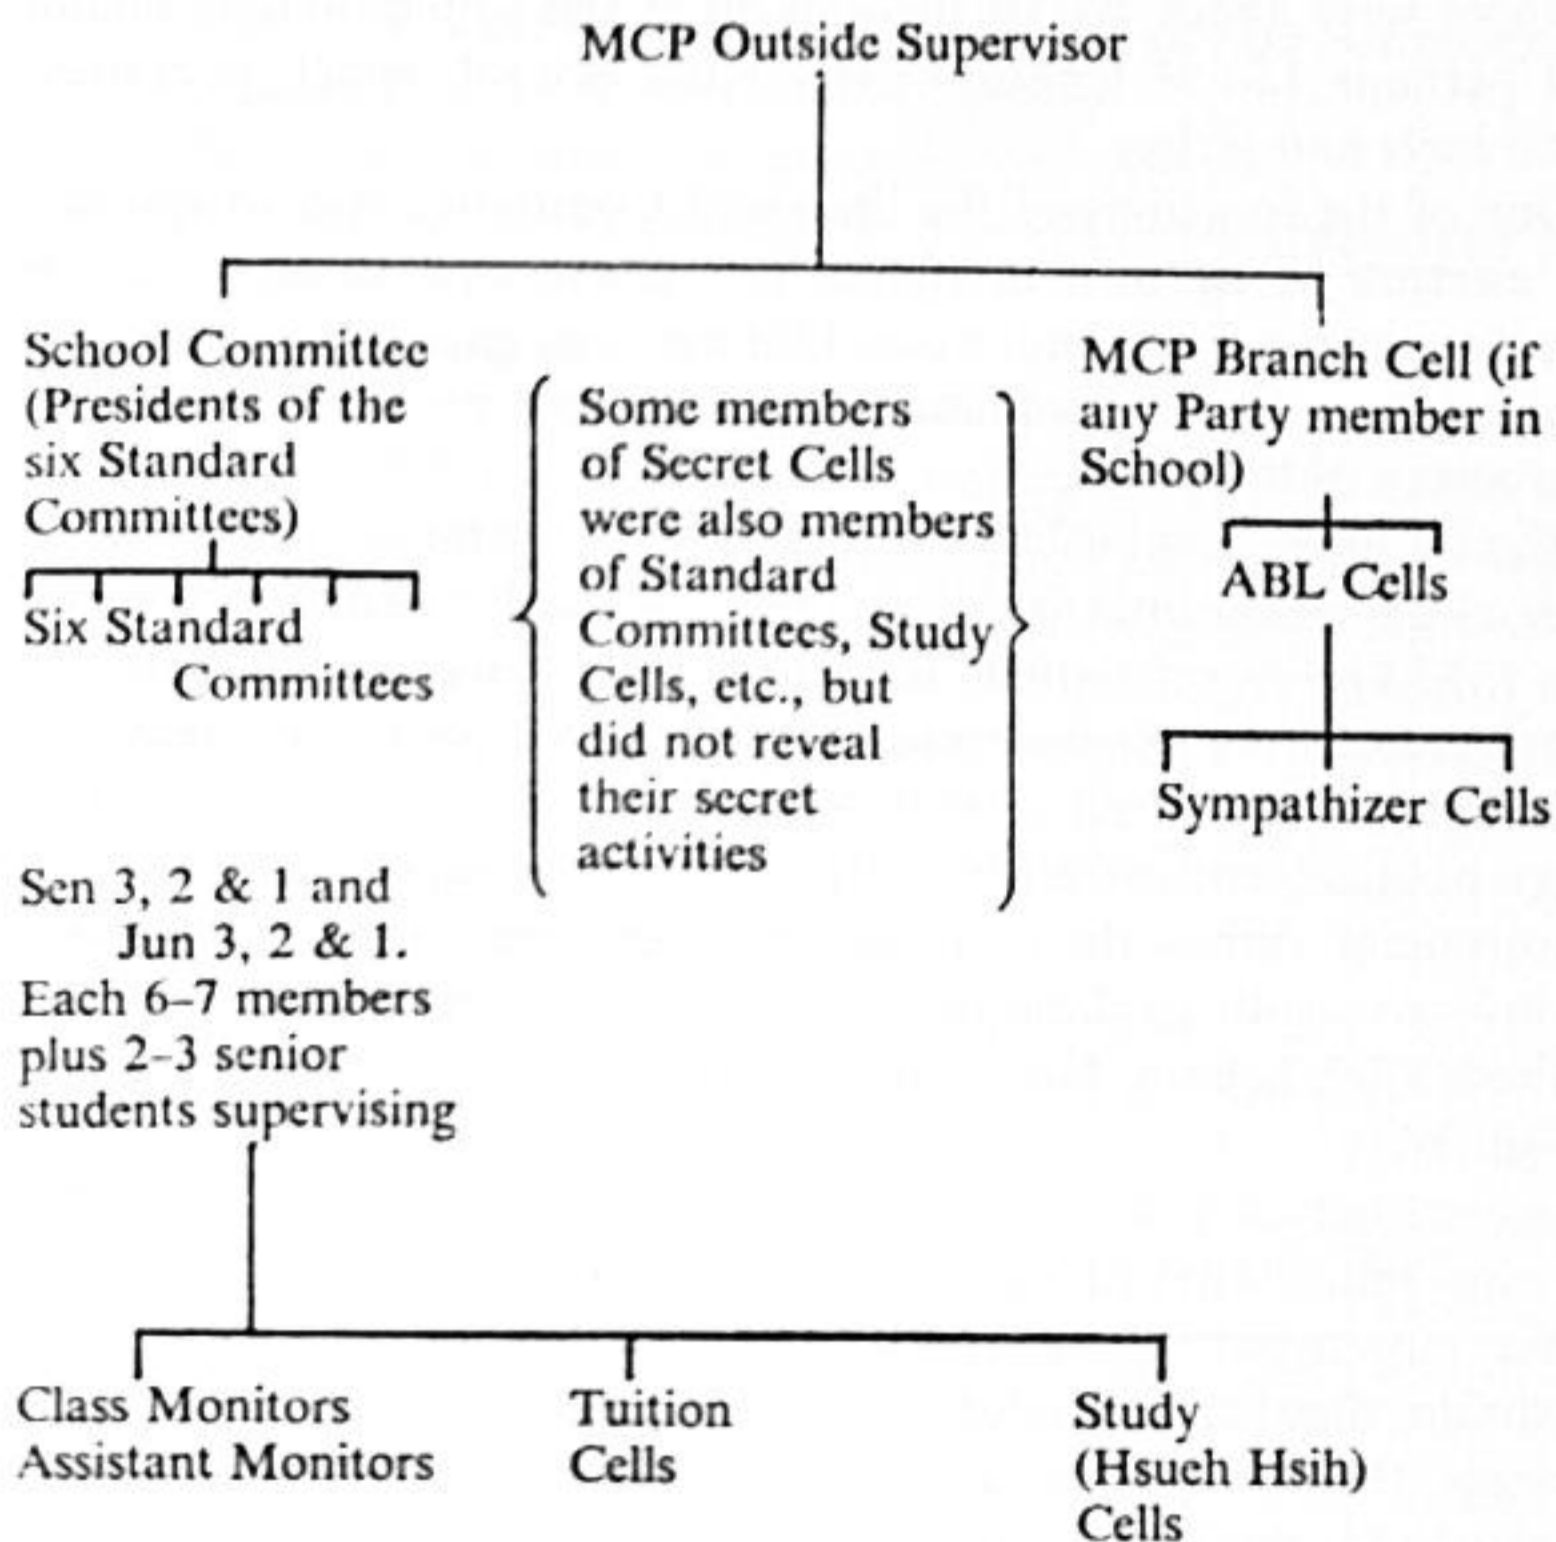 MCP Outside Supervisor
School Committee
(Presidents of the
six Standard
Committees)
Six Standard
Committees
Some members
of Secret Cells
were also members
of Standard
Committees, Study
Cells, etc., but
did not reveal
their secret
activities
MCP Branch Cell (if
any Party member in
School)
ABL Cells
Sympathizer Cells
Sen 3, 2 & 1 and
Jun 3, 2 & 1.
Each 6–7 members
plus 2–3 senior
students supervising
Class Monitors
Assistant Monitors
Tuition
Cells
Study
(Hsueh Hsih)
Cells